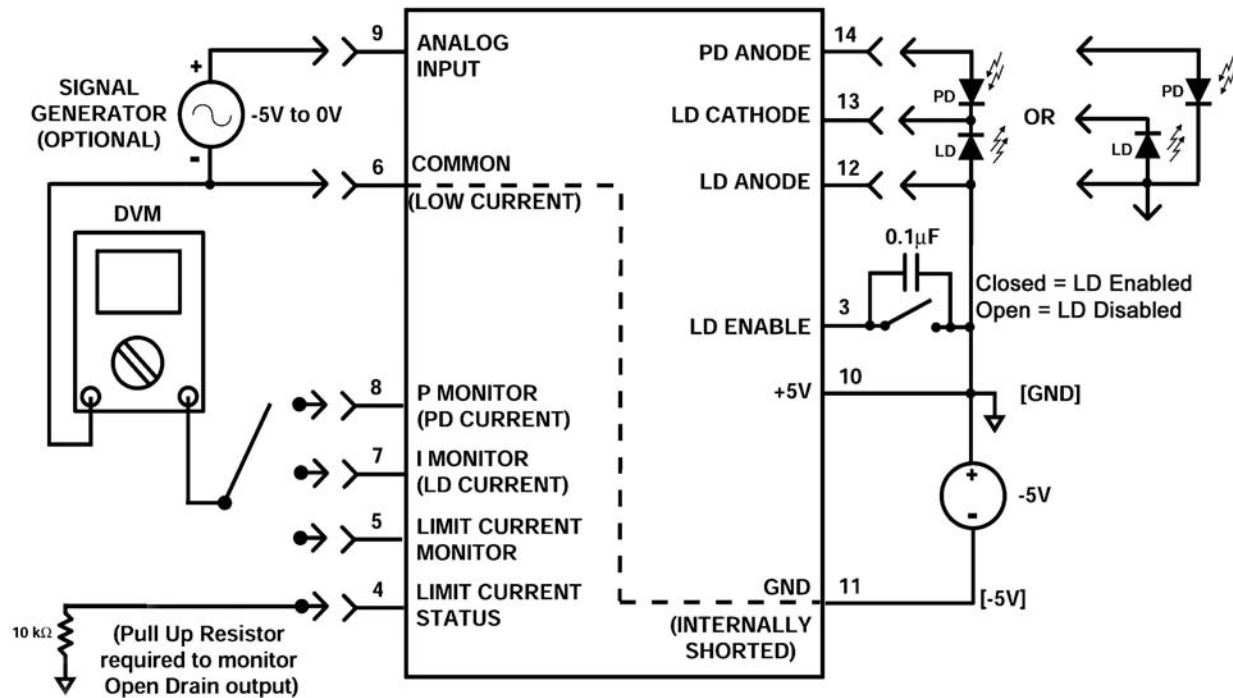 9
ANALOG
INPUT
+
SIGNAL
GENERATOR
(OPTIONAL)
-5V to 0V
-
6
COMMON
(LOW CURRENT)
DVM
8
P MONITOR
(PD CURRENT)
7
I MONITOR
(LD CURRENT)
5
LIMIT CURRENT
MONITOR
4
LIMIT CURRENT
STATUS
10 kΩ
(Pull Up Resistor
required to monitor
Open Drain output)
PD ANODE
14
LD CATHODE
13
LD ANODE
12
PD
LD
OR
PD
LD
0.1μF
Closed = LD Enabled
Open = LD Disabled
LD ENABLE
3
+5V
10
[GND]
+
-5V
-
GND
11
[-5V]
(INTERNALLY
SHORTED)